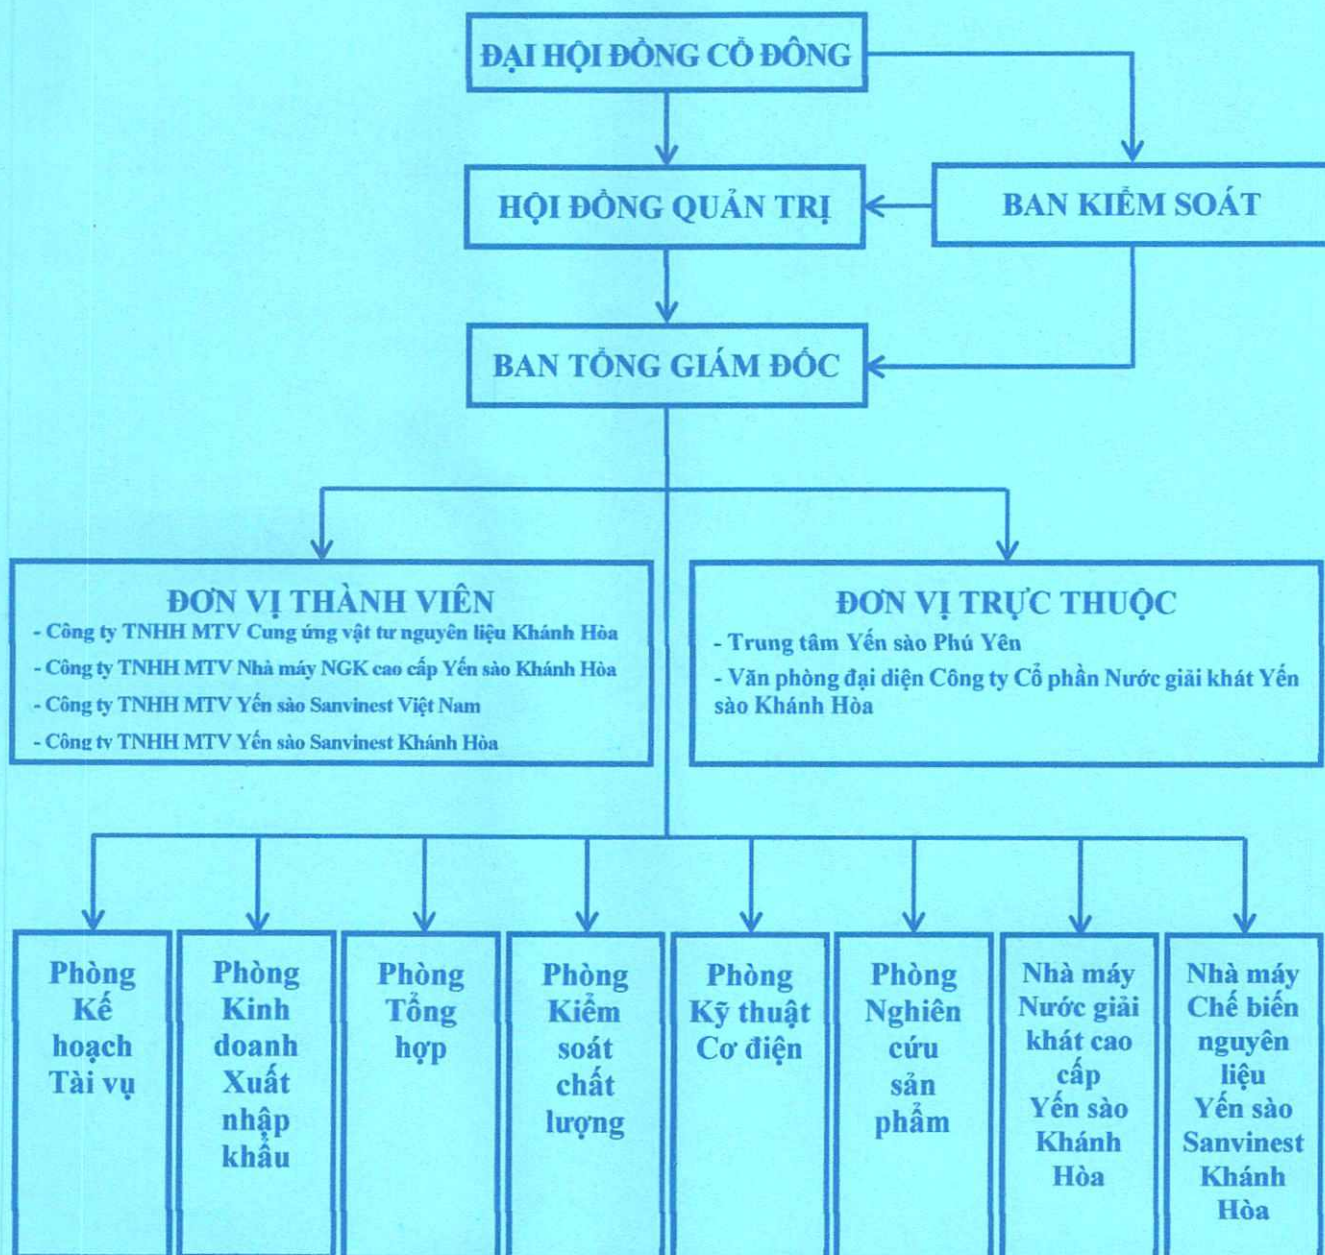 ĐẠI HỘI ĐỒNG CỔ ĐÔNG
HỘI ĐỒNG QUẢN TRỊ
BAN KIỂM SOÁT
BAN TỔNG GIÁM ĐỐC
ĐƠN VỊ THÀNH VIÊN
- Công ty TNHH MTV Cung ứng vật tư nguyên liệu Khánh Hòa
- Công ty TNHH MTV Nhà máy NGK cao cấp Yến sào Khánh Hòa
- Công ty TNHH MTV Yến sào Sanvinest Việt Nam
- Công ty TNHH MTV Yến sào Sanvinest Khánh Hòa
ĐƠN VỊ TRỰC THUỘC
- Trung tâm Yến sào Phú Yên
- Văn phòng đại diện Công ty Cổ phần Nước giải khát Yến
sào Khánh Hòa
Phòng
Kế
hoạch
Tài vụ
Phòng
Kinh
doanh
Xuất
nhập
khẩu
Phòng
Tổng
hợp
Phòng
Kiểm
soát
chất
lượng
Phòng
Kỹ thuật
Cơ điện
Phòng
Nghiên
cứu
sản
phẩm
Nhà máy
Nước giải
khát cao
cấp
Yến sào
Khánh
Hòa
Nhà máy
Chế biến
nguyên
liệu
Yến sào
Sanvinest
Khánh
Hòa